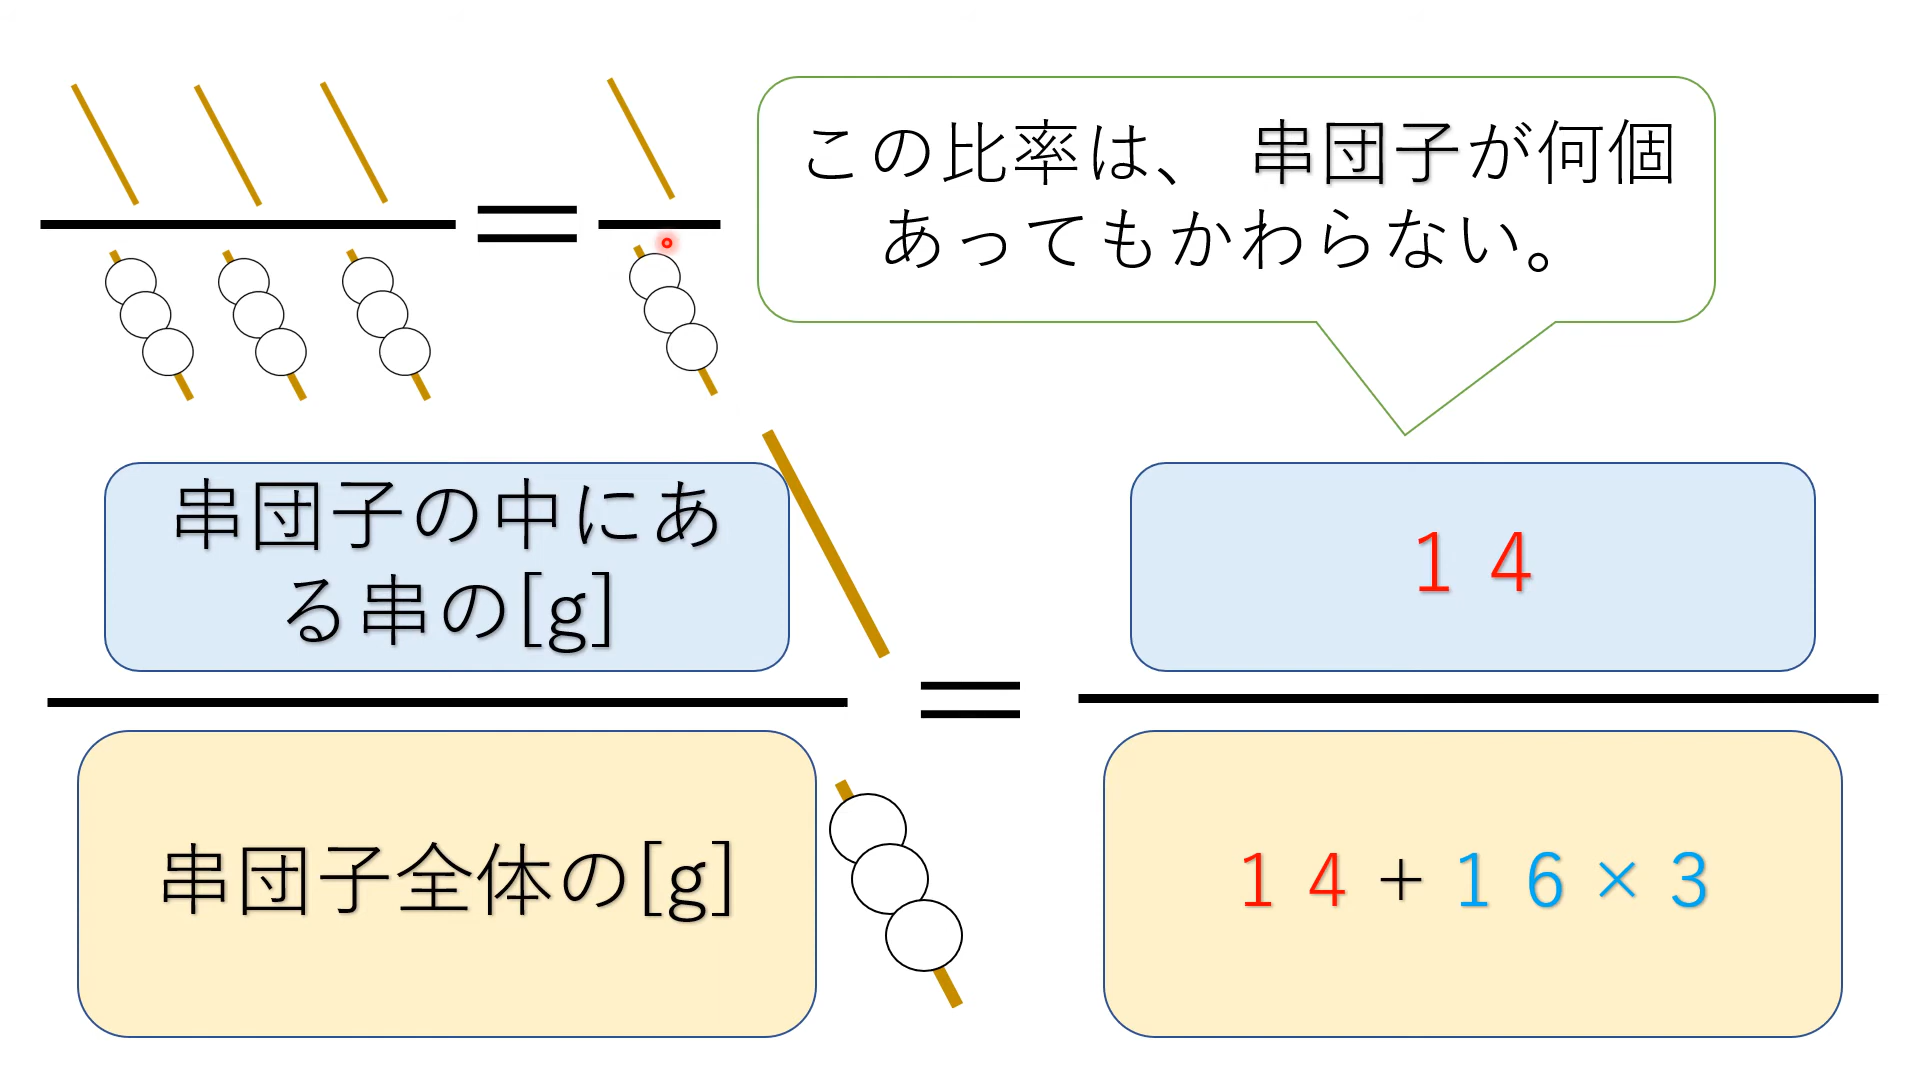 この比率は、 串団子が何個
あってもかわらない。
串団子の中にあ
る串の[g]
＝
１４
串団子全体の[g]
１４＋１６×３